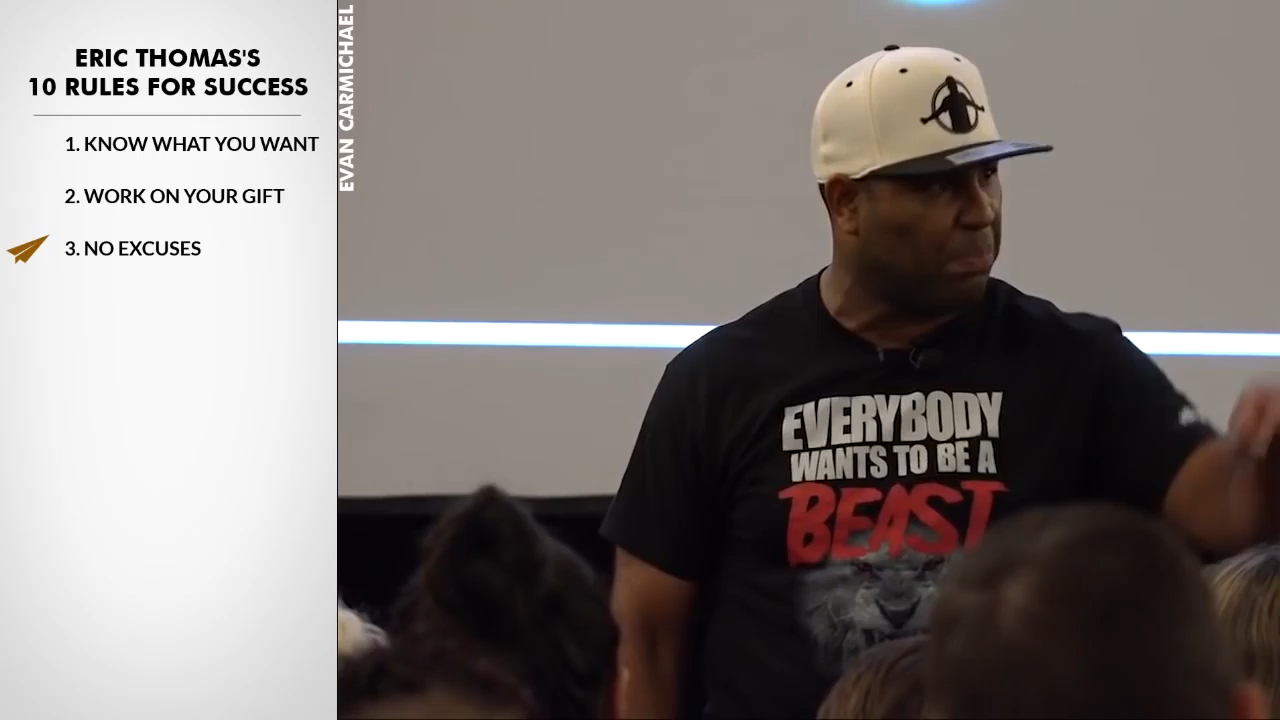 ERIC THOMAS'S
10 RULES FOR SUCCESS
1. KNOW WHAT YOU WANT
2. WORK ON YOUR GIFT
3. NO EXCUSES
EVAN CARMICHAEL
EVERYBODY
WANTS TO BE A
BEAST